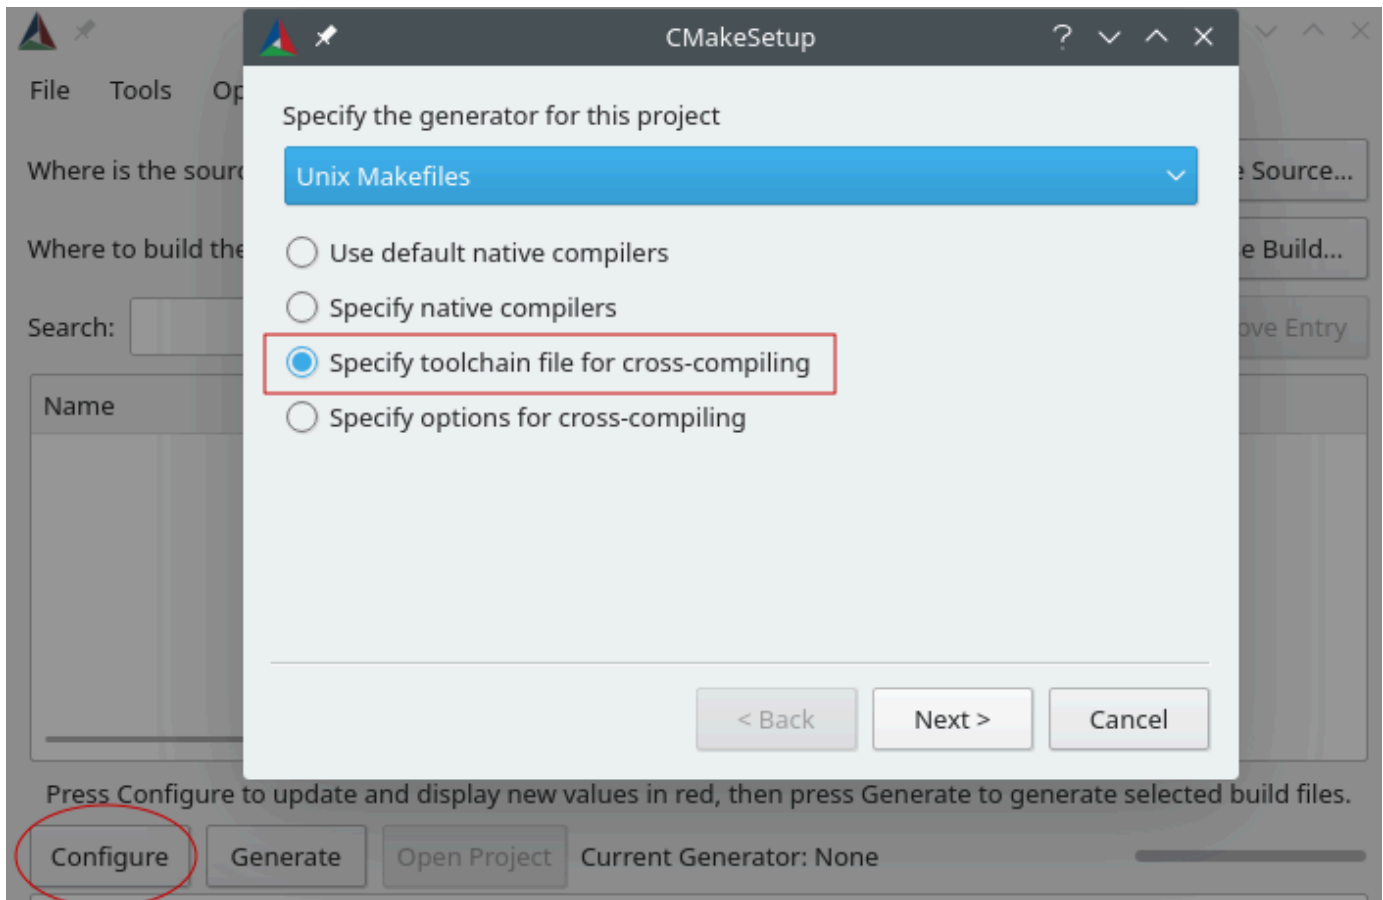 CMakeSetup
File Tools
Specify the generator for this project
Unix Makefiles
Where is the Source...
Use default native compilers
Where to build the Build...
Specify native compilers
Search: Entry
Specify toolchain file for cross-compiling
Name
Specify options for cross-compiling
< Back Next > Cancel
Press Configure to update and display new values in red, then press Generate to generate selected build files.
Configure Generate Open Project Current Generator: None